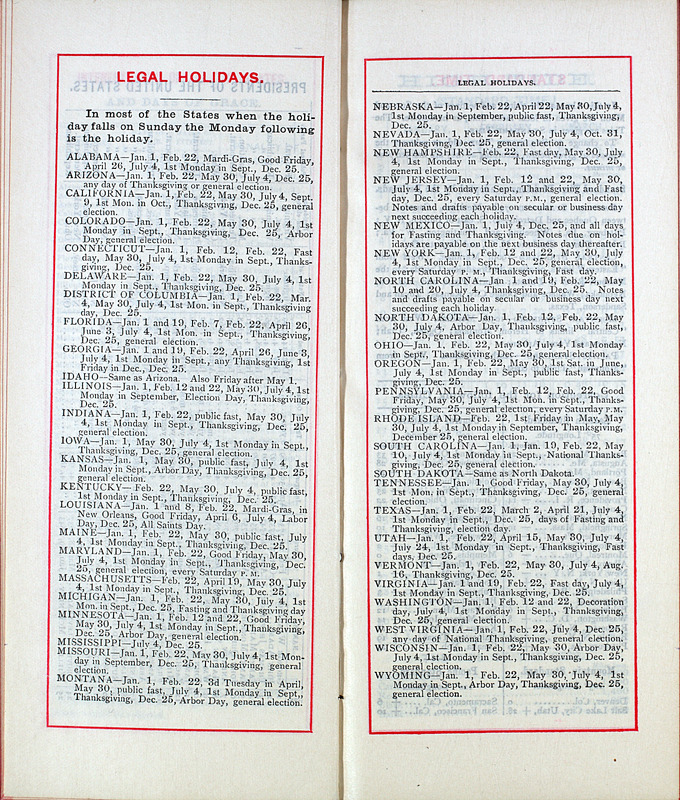 LEGAL HOLIDAYS.
In most of the States when the holi-
day falls on Sunday the Monday following
is the holiday.
ALABAMA—Jan. 1, Feb. 22, Mardi-Gras, Good Friday,
April 26, July 4, 1st Monday in Sept., Dec. 25.
ARIZONA—Jan. 1, Feb. 22, May 30, July 4, Dec. 25,
any day of Thanksgiving or general election.
CALIFORNIA—Jan. 1, Feb. 22, May 30, July 4, Sept.
9, 1st Mon. in Oct., Thanksgiving, Dec. 25, general
election.
COLORADO—Jan. 1, Feb. 22, May 30, July 4, 1st
Monday in Sept., Thanksgiving, Dec. 25, Arbor
Day, general election.
CONNECTICUT—Jan. 1, Feb. 12, Feb. 22, Fast
day, May 30, July 4, 1st Monday in Sept., Thanks-
giving, Dec. 25.
DELAWARE—Jan. 1, Feb. 22, May 30, July 4, 1st
Monday in Sept., Thanksgiving, Dec. 25.
DISTRICT OF COLUMBIA—Jan. 1, Feb. 22, Mar.
4, May 30, July 4, 1st Mon. in Sept., Thanksgiving
day, Dec. 25.
FLORIDA—Jan. 1 and 19, Feb. 7, Feb. 22, April 26,
June 3, July 4, 1st Mon. in Sept., Thanksgiving,
Dec. 25, general election.
GEORGIA—Jan. 1 and 19, Feb. 22, April 26, June 3,
July 4, 1st Monday in Sept., any Thanksgiving, 1st
Friday in Dec., Dec. 25.
IDAHO—Same as Arizona. Also Friday after May 1.
ILLINOIS—Jan. 1, Feb. 12 and 22, May 30, July 4, 1st
Monday in September, Election Day, Thanksgiving,
Dec. 25.
INDIANA—Jan. 1, Feb. 22, public fast, May 30, July
4, 1st Monday in Sept., Thanksgiving, Dec. 25,
general election.
IOWA—Jan. 1, May 30, July 4, 1st Monday in Sept.,
Thanksgiving, Dec. 25, general election.
KANSAS—Jan. 1, May 30, public fast, July 4, 1st
Monday in Sept., Arbor Day, Thanksgiving, Dec. 25,
general election.
KENTUCKY—Feb. 22, May 30, July 4, public fast,
1st Monday in Sept., Thanksgiving, Dec. 25.
LOUISIANA—Jan. 1 and 8, Feb. 22, Mardi-Gras, in
New Orleans, Good Friday, April 6, July 4, Labor
Day, Dec. 25, All Saints Day.
MAINE—Jan. 1, Feb. 22, May 30, public fast, July
4, 1st Monday in Sept., Thanksgiving, Dec. 25.
MARYLAND—Jan. 1, Feb. 22, Good Friday, May 30,
July 4, 1st Monday in Sept., Thanksgiving, Dec.
25, general election, every Saturday P.M.
MASSACHUSETTS—Feb. 22, April 19, May 30, July
4, 1st Monday in Sept., Thanksgiving, Dec. 25.
MICHIGAN—Jan. 1, Feb. 22, May 30, July 4, 1st
Mon. in Sept., Dec. 25, Fasting and Thanksgiving day
MINNESOTA—Jan. 1, Feb. 12 and 22, Good Friday,
May 30, July 4, 1st Monday in Sept., Thanksgiving,
Dec. 25, Arbor Day, general election.
MISSISSIPPI—July 4, Dec. 25.
MISSOURI—Jan. 1, Feb. 22, May 30, July 4, 1st Mon-
day in September, Dec. 25, Thanksgiving, general
election.
MONTANA—Jan. 1, Feb. 22, 3d Tuesday in April,
May 30, public fast, July 4, 1st Monday in Sept.,
Thanksgiving, Dec. 25, Arbor Day, general election.
LEGAL HOLIDAYS.
NEBRASKA—Jan. 1, Feb. 22, April 22, May 30, July 4,
1st Monday in September, public fast, Thanksgiving,
Dec. 25.
NEVADA—Jan. 1, Feb. 22, May 30, July 4, Oct. 31,
Thanksgiving, Dec. 25, general election.
NEW HAMPSHIRE—Feb. 22, Fast day, May 30, July
4, 1st Monday in Sept., Thanksgiving, Dec. 25,
general election.
NEW JERSEY—Jan. 1, Feb. 12 and 22, May 30,
July 4, 1st Monday in Sept., Thanksgiving and Fast
day, Dec. 25, every Saturday P.M., general election.
Notes and drafts payable on secular or business day
next succeeding each holiday.
NEW MEXICO—Jan. 1, July 4, Dec. 25, and all days
for Fasting and Thanksgiving. Notes due on hol-
idays are payable on the next business day thereafter.
NEW YORK—Jan. 1, Feb. 12 and 22, May 30, July
4, 1st Monday in Sept., Dec. 25, general election,
every Saturday P. M., Thanksgiving, Fast day.
NORTH CAROLINA—Jan 1 and 19, Feb. 22, May
10 and 20, July 4, Thanksgiving, Dec. 25. Notes
and drafts payable on secular or business day next
succeeding each holiday
NORTH DAKOTA—Jan. 1, Feb. 12, Feb. 22, May
30, July 4, Arbor Day, Thanksgiving, public fast,
Dec. 25, general election.
OHIO—Jan. 1, Feb. 22, May 30, July 4, 1st Monday
in Sept., Thanksgiving, Dec. 25, general election.
OREGON—Jan. 1, Feb. 22, May 30, 1st Sat. in June,
July 4, 1st Monday in Sept., public fast, Thanks-
giving, Dec. 25.
PENNSYLVANIA—Jan. 1, Feb. 12, Feb. 22, Good
Friday, May 30, July 4, 1st Mon. in Sept., Thanks-
giving, Dec. 25, general election, every Saturday P.M.
RHODE ISLAND—Feb. 22, 1st Friday in May, May
30, July 4, 1st Monday in September, Thanksgiving,
December 25, general election.
SOUTH CAROLINA—Jan. 1, Jan. 19, Feb. 22, May
10, July 4, 1st Monday in Sept., National Thanks-
giving, Dec. 25, general election.
SOUTH DAKOTA—Same as North Dakota.
TENNESSEE—Jan. 1, Good Friday, May 30, July 4,
1st Mon. in Sept., Thanksgiving, Dec. 25, general
election.
TEXAS—Jan. 1, Feb. 22, March 2, April 21, July 4,
1st Monday in Sept., Dec. 25, days of Fasting and
Thanksgiving, election day.
UTAH—Jan. 1, Feb. 22, April 15, May 30, July 4,
July 24, 1st Monday in Sept., Thanksgiving, Fast
days, Dec. 25.
VERMONT—Jan. 1, Feb. 22, May 30, July 4, Aug.
16, Thanksgiving, Dec. 25.
VIRGINIA—Jan. 1 and 19, Feb. 22, Fast day, July 4,
1st Monday in Sept., Thanksgiving, Dec. 25.
WASHINGTON—Jan. 1, Feb. 12 and 22, Decoration
day, July 4, 1st Monday in Sept., Thanksgiving,
Dec. 25, general election.
WEST VIRGINIA—Jan. 1, Feb. 22, July 4, Dec. 25,
any day of National Thanksgiving, general election.
WISCONSIN—Jan. 1, Feb. 22, May 30, Arbor Day,
July 4, 1st Monday in Sept., Thanksgiving, Dec. 25,
general election.
WYOMING—Jan. 1, Feb. 22, May 30, July 4, 1st
Monday in Sept., Arbor Day, Thanksgiving, Dec. 25,
general election.